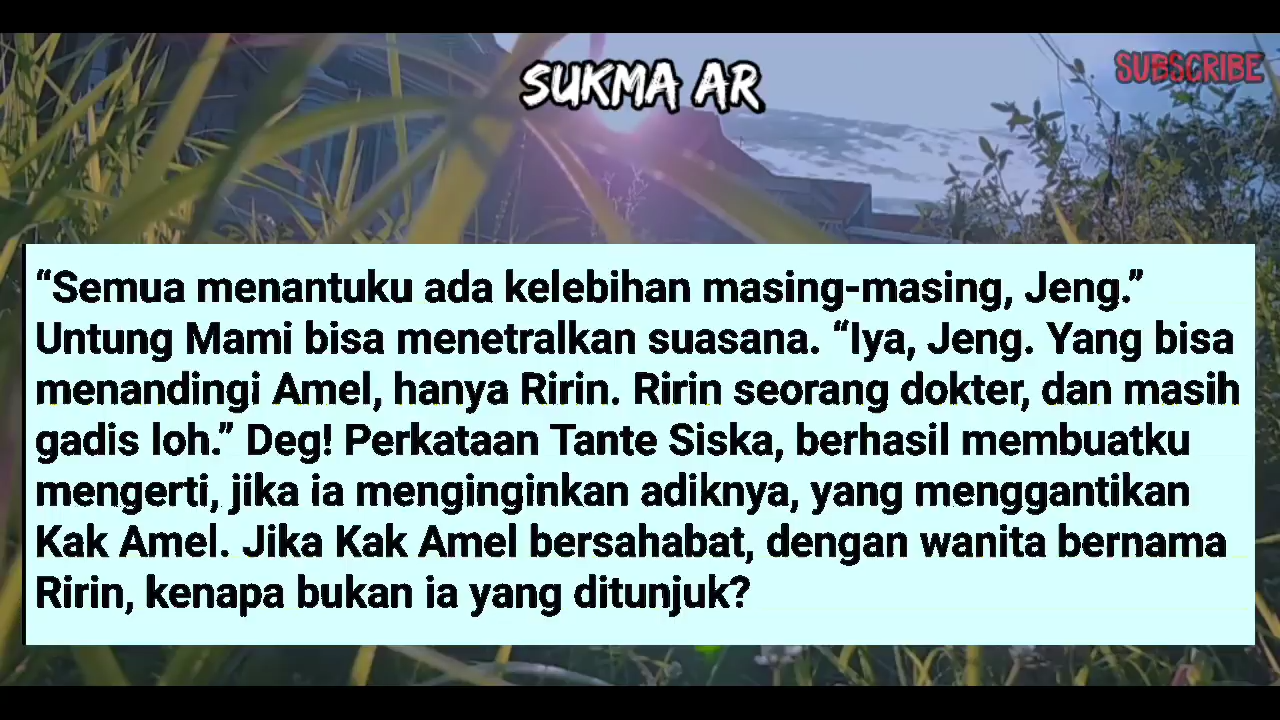 SUKMA AR
SUBSCRIBE
“Semua menantuku ada kelebihan masing-masing, Jeng.”
Untung Mami bisa menetralkan suasana. “Iya, Jeng. Yang bisa
menandingi Amel, hanya Ririn. Ririn seorang dokter, dan masih
gadis loh.” Deg! Perkataan Tante Siska, berhasil membuatku
mengerti, jika ia menginginkan adiknya, yang menggantikan
Kak Amel. Jika Kak Amel bersahabat, dengan wanita bernama
Ririn, kenapa bukan ia yang ditunjuk?